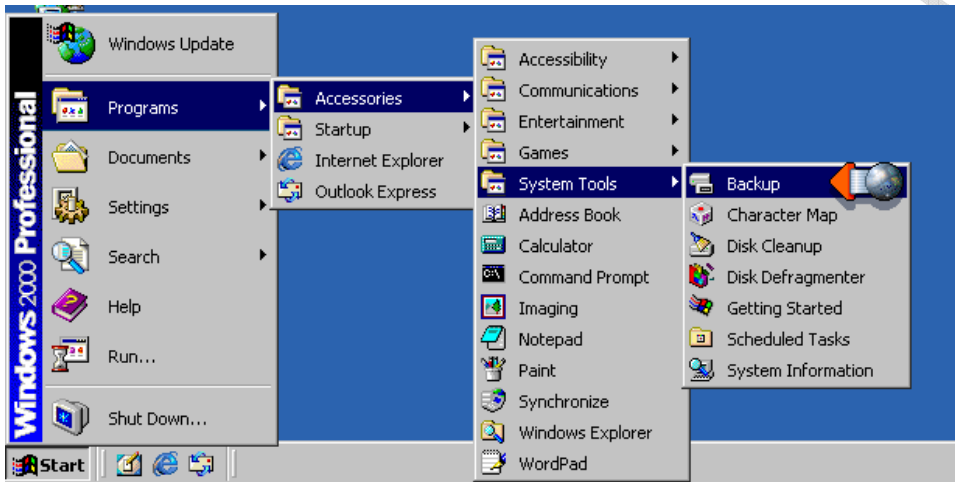 Windows 2000 Professional
Windows Update
Programs
Documents
Settings
Search
Help
Run...
Shut Down...
Start
Accessories
Startup
Internet Explorer
Outlook Express
Accessibility
Communications
Entertainment
Games
System Tools
Address Book
Calculator
Command Prompt
Imaging
Notepad
Paint
Synchronize
Windows Explorer
WordPad
Backup
Character Map
Disk Cleanup
Disk Defragmenter
Getting Started
Scheduled Tasks
System Information